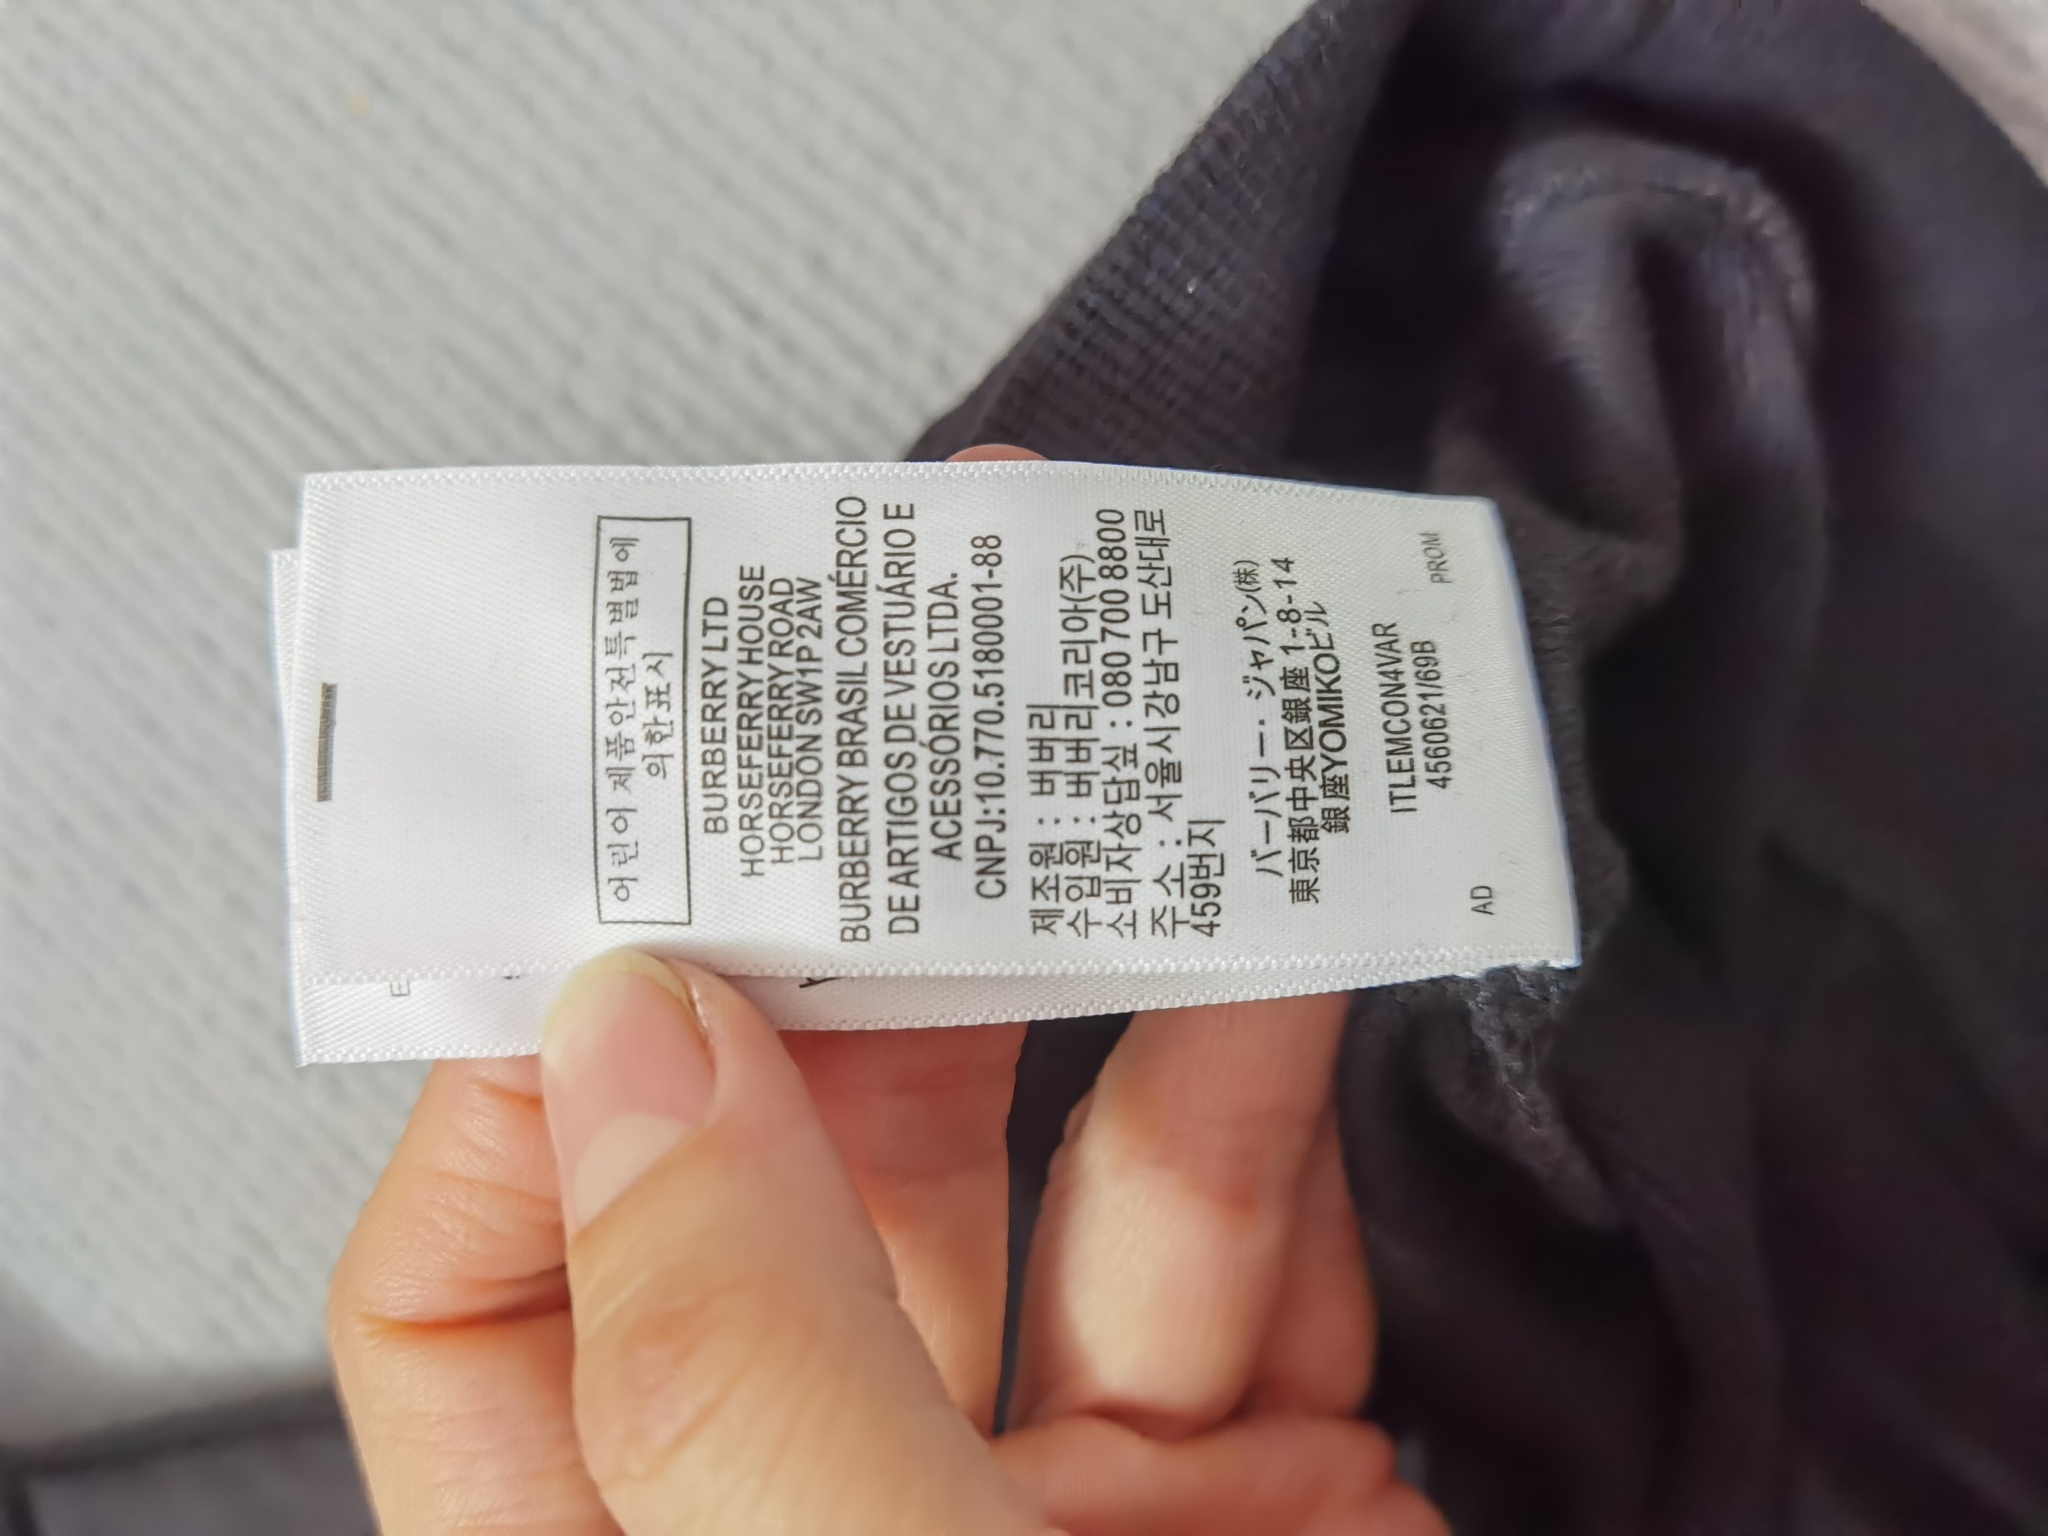 어린이 제품안전특별법에
의한표시
BURBERRY LTD
HORSEFERRY HOUSE
HORSEFERRY ROAD
LONDON SW1P 2AW
BURBERRY BRASIL COMÉRCIO
DE ARTIGOS DE VESTUÁRIO E
ACESSÓRIOS LTDA.
CNPJ:10.770.5180001-88
제조원 : 버버리
수입원 : 버버리코리아(주)
소비자상담실 : 080 700 8800
주소 : 서울시강남구 도산대로
459번지
バーバリー・ジャパン(株)
東京都中央区銀座 1-8-14
銀座YOMIKOビル
ITLEMCON4VAR
4560621/69B
AD PROM